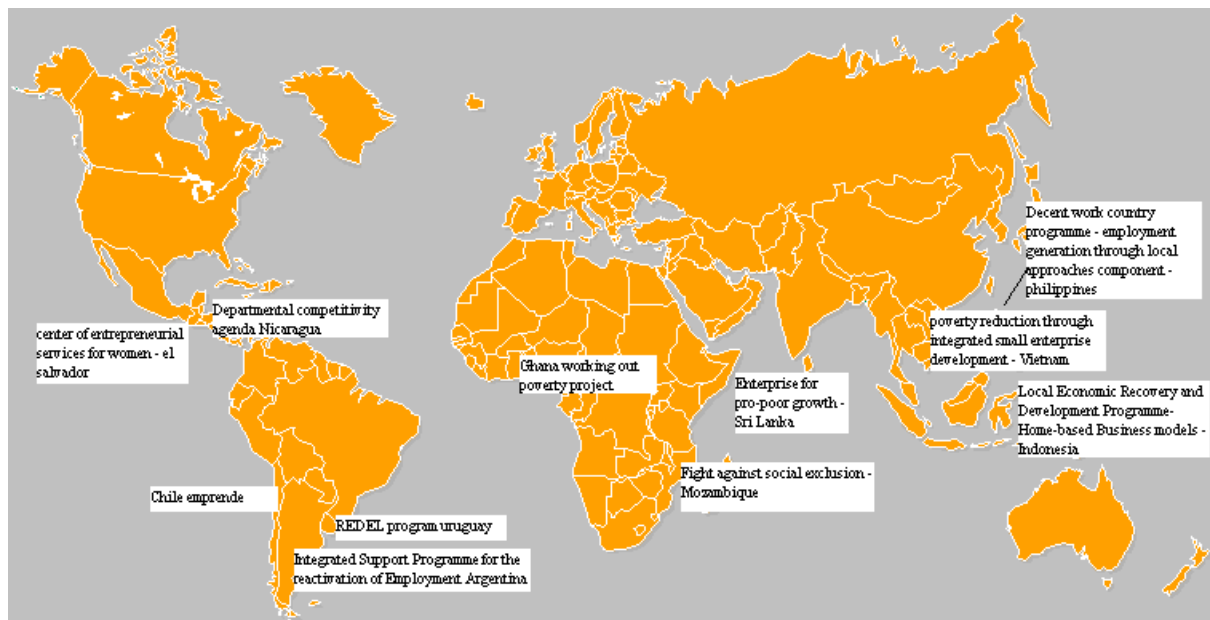 Decent work country
programme - employment
generation through local
approaches component -
philippines
Departmental competitivity
agenda Nicaragua
center of entrepreneurial
services for women - el
salvador
poverty reduction through
integrated small enterprise
development - Vietnam
Ghana working out
poverty project
Enterprise for
pro-poor growth -
Sri Lanka
Local Economic Recovery and
Development Programme-
Home-based Business models -
Indonesia
Fight against social exclusion -
Mozambique
Chile emprende
REDEL program uruguay
Integrated Support Programme for the
reactivation of Employment Argentina